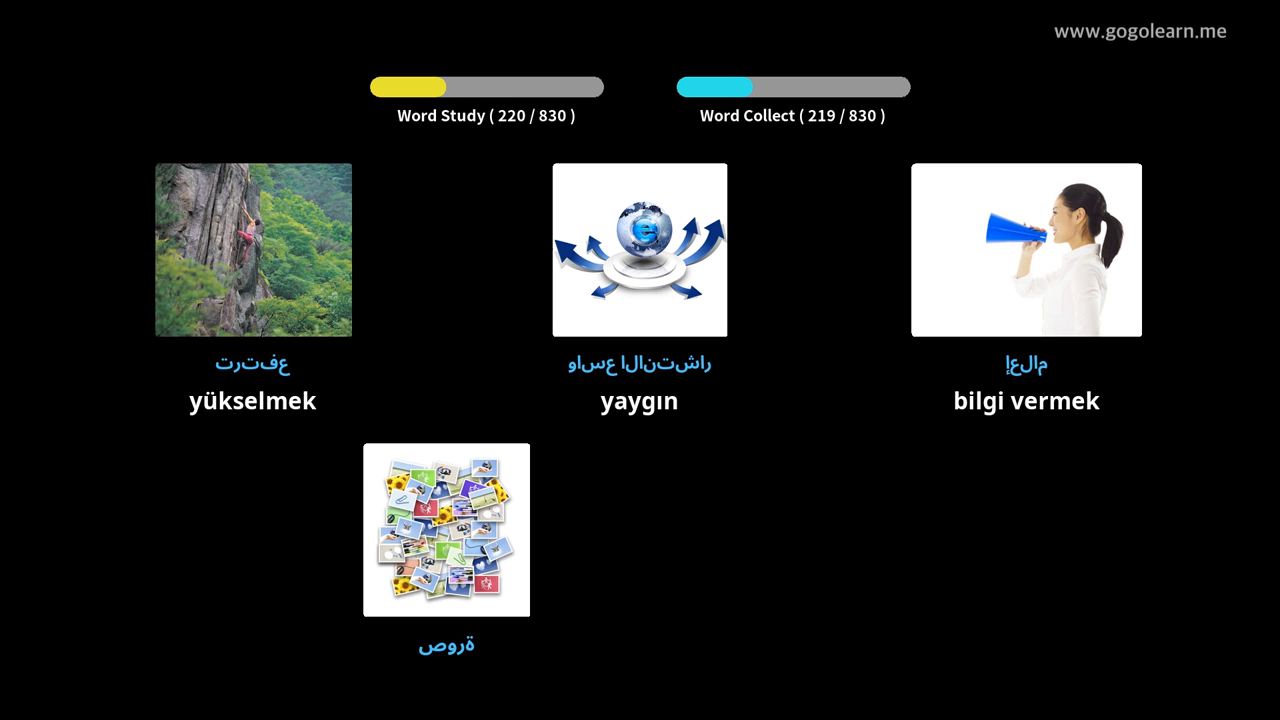 www.gogolearn.me
Word Study ( 220 / 830 )
Word Collect ( 219 / 830 )
ترتفع
واسع الانتشار
إعلام
yükselmek
yaygın
bilgi vermek
صورة